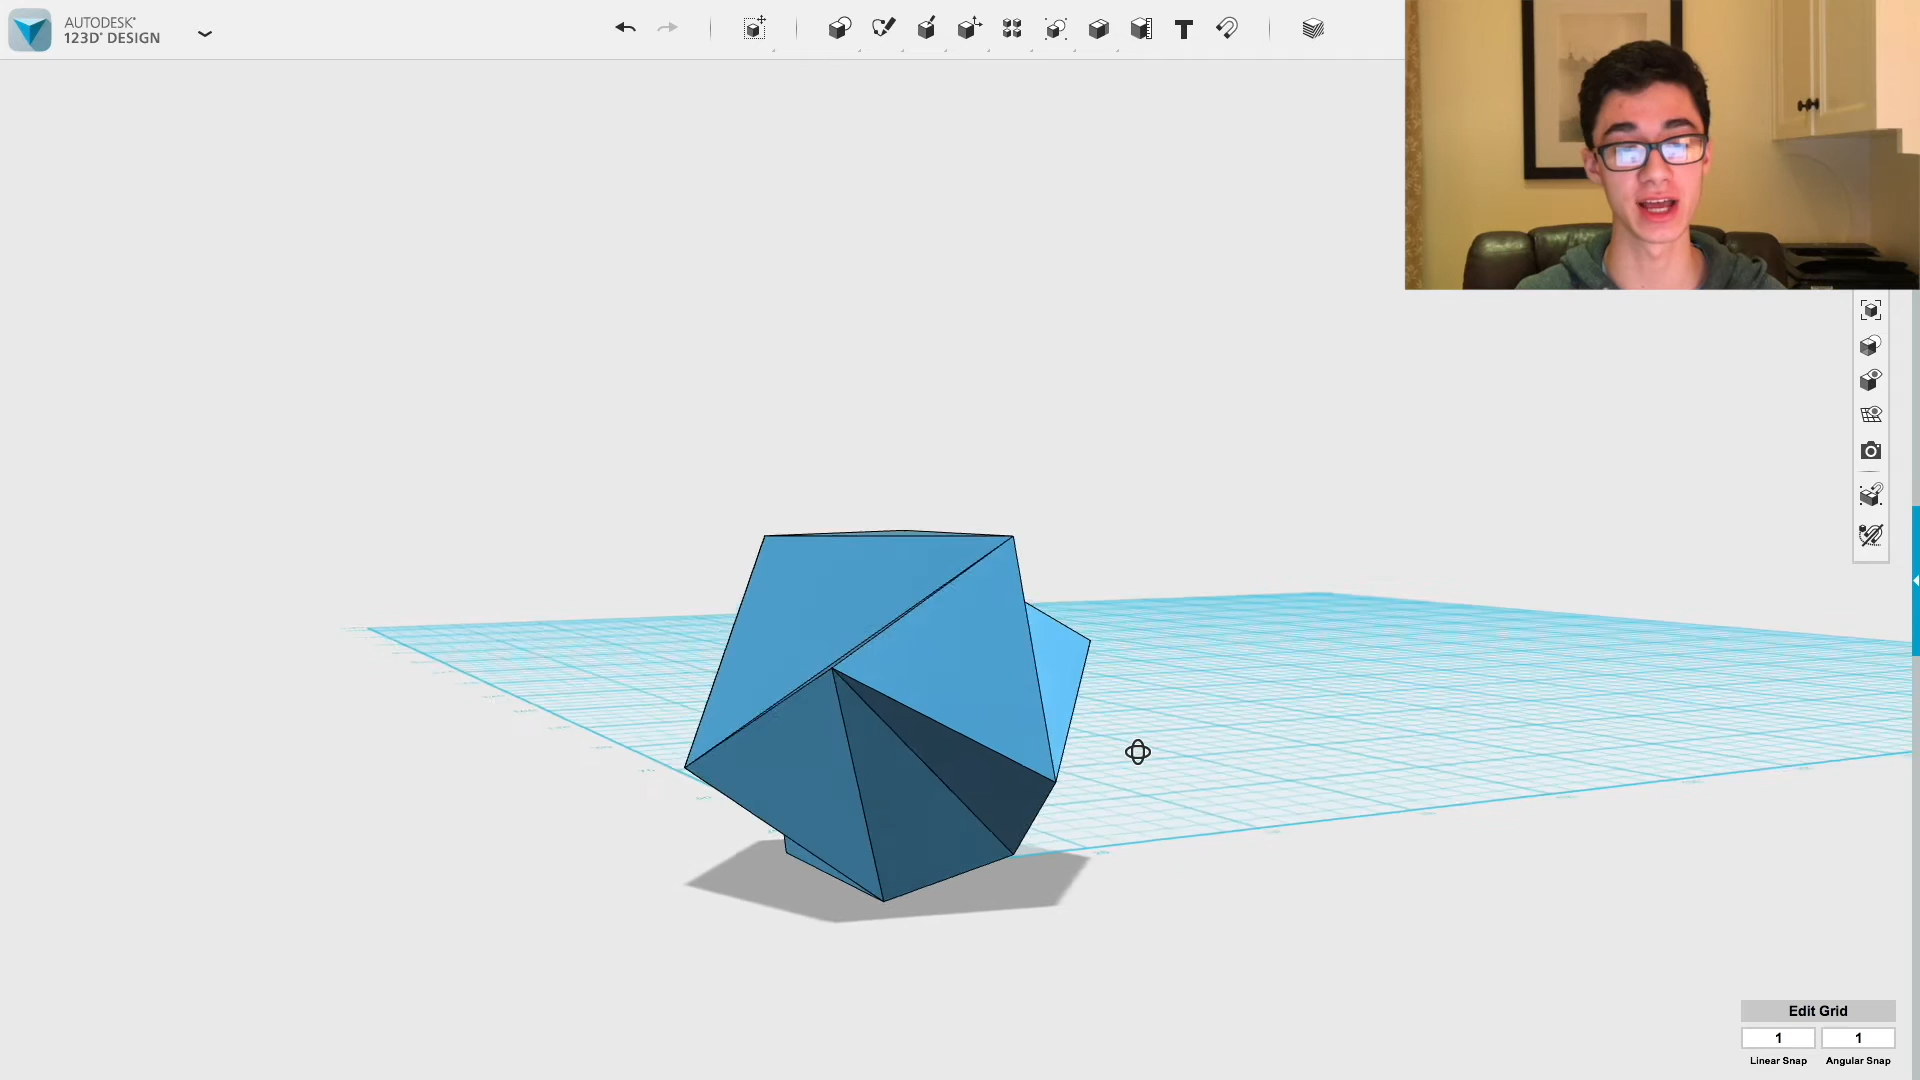 AUTODESK®
123D® DESIGN
T
Edit Grid
1 1
Linear Snap Angular Snap